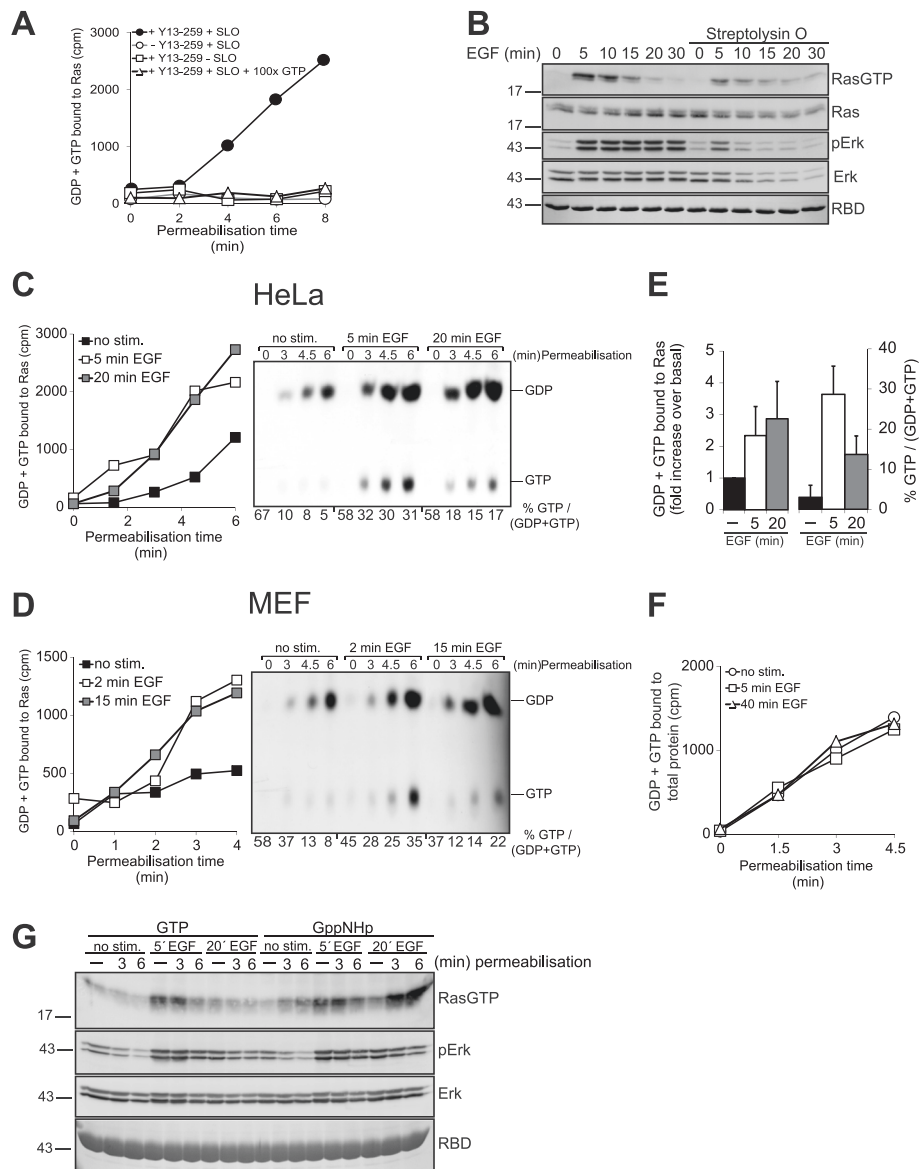 A
GDP + GTP bound to Ras (cpm)
3000
2000
1000
0
+ Y13-259 + SLO
- Y13-259 + SLO
+ Y13-259 - SLO
+ Y13-259 + SLO + 100x GTP
0 2 4 6 8
Permeabilisation time
(min)
B
Streptolysin O
EGF (min) 0 5 10 15 20 30 0 5 10 15 20 30
17
RasGTP
17
Ras
43
pErk
43
Erk
43
RBD
C
HeLa
GDP + GTP bound to Ras (cpm)
3000
2000
1000
0
no stim.
5 min EGF
20 min EGF
0 1 2 3 4 5 6
Permeabilisation time
(min)
no stim. 5 min EGF 20 min EGF
0 3 4.5 6 0 3 4.5 6 0 3 4.5 6 (min)Permeabilisation
GDP
GTP
67 10 8 5 58 32 30 31 58 18 15 17
% GTP /
(GDP+GTP)
E
GDP + GTP bound to Ras
(fold increase over basal)
5
4
3
2
1
0
40
30
20
10
0
% GTP / (GDP+GTP)
– 5 20 – 5 20
EGF (min) EGF (min)
D
MEF
GDP + GTP bound to Ras (cpm)
1500
1000
500
0
no stim.
2 min EGF
15 min EGF
0 1 2 3 4
Permeabilisation time
(min)
no stim. 2 min EGF 15 min EGF
0 3 4.5 6 0 3 4.5 6 0 3 4.5 6 (min)Permeabilisation
GDP
GTP
58 37 13 8 45 28 25 35 37 12 14 22
% GTP /
(GDP+GTP)
F
GDP + GTP bound to
total protein (cpm)
2000
1000
0
no stim.
5 min EGF
40 min EGF
0 1.5 3 4.5
Permeabilisation time
(min)
G
GTP GppNHp
no stim. 5´ EGF 20´ EGF no stim. 5´ EGF 20´ EGF
– 3 6 – 3 6 – 3 6 – 3 6 – 3 6 – 3 6 (min) permeabilisation
17
RasGTP
43
pErk
43
Erk
43
RBD